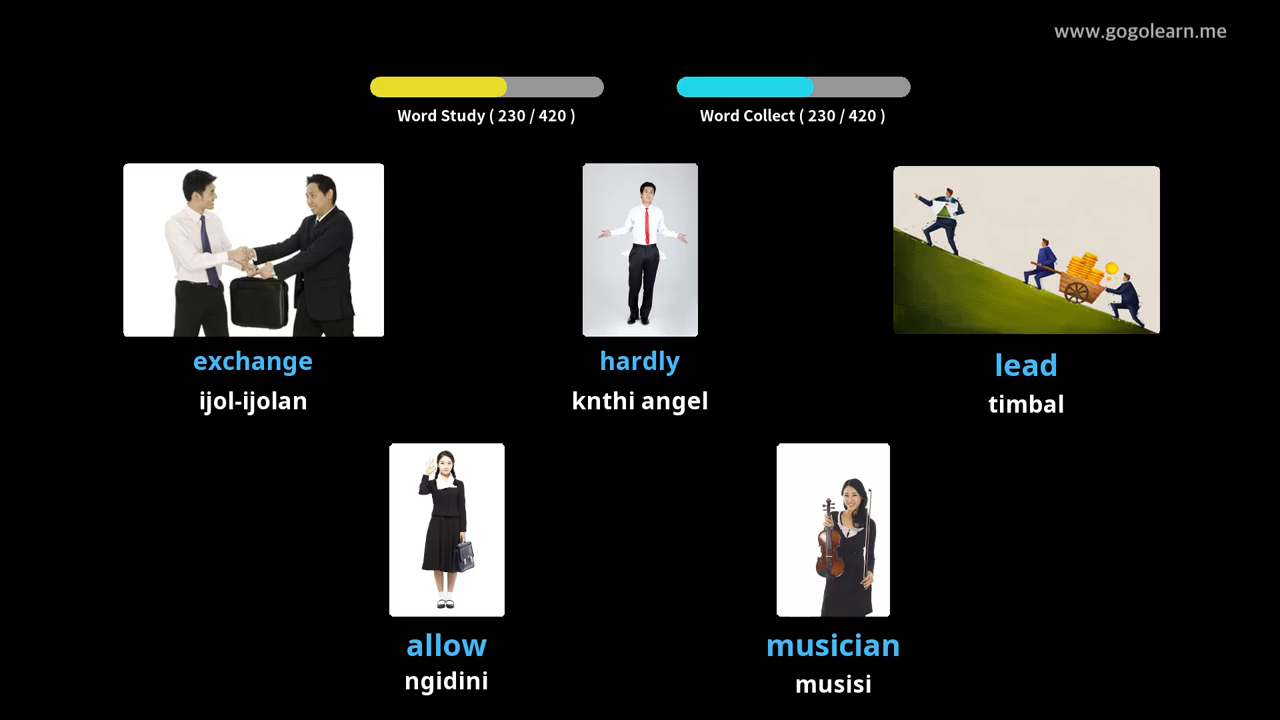 www.gogolearn.me
Word Study ( 230 / 420 )
Word Collect ( 230 / 420 )
exchange
ijol-ijolan
hardly
knthi angel
lead
timbal
allow
ngidini
musician
musisi